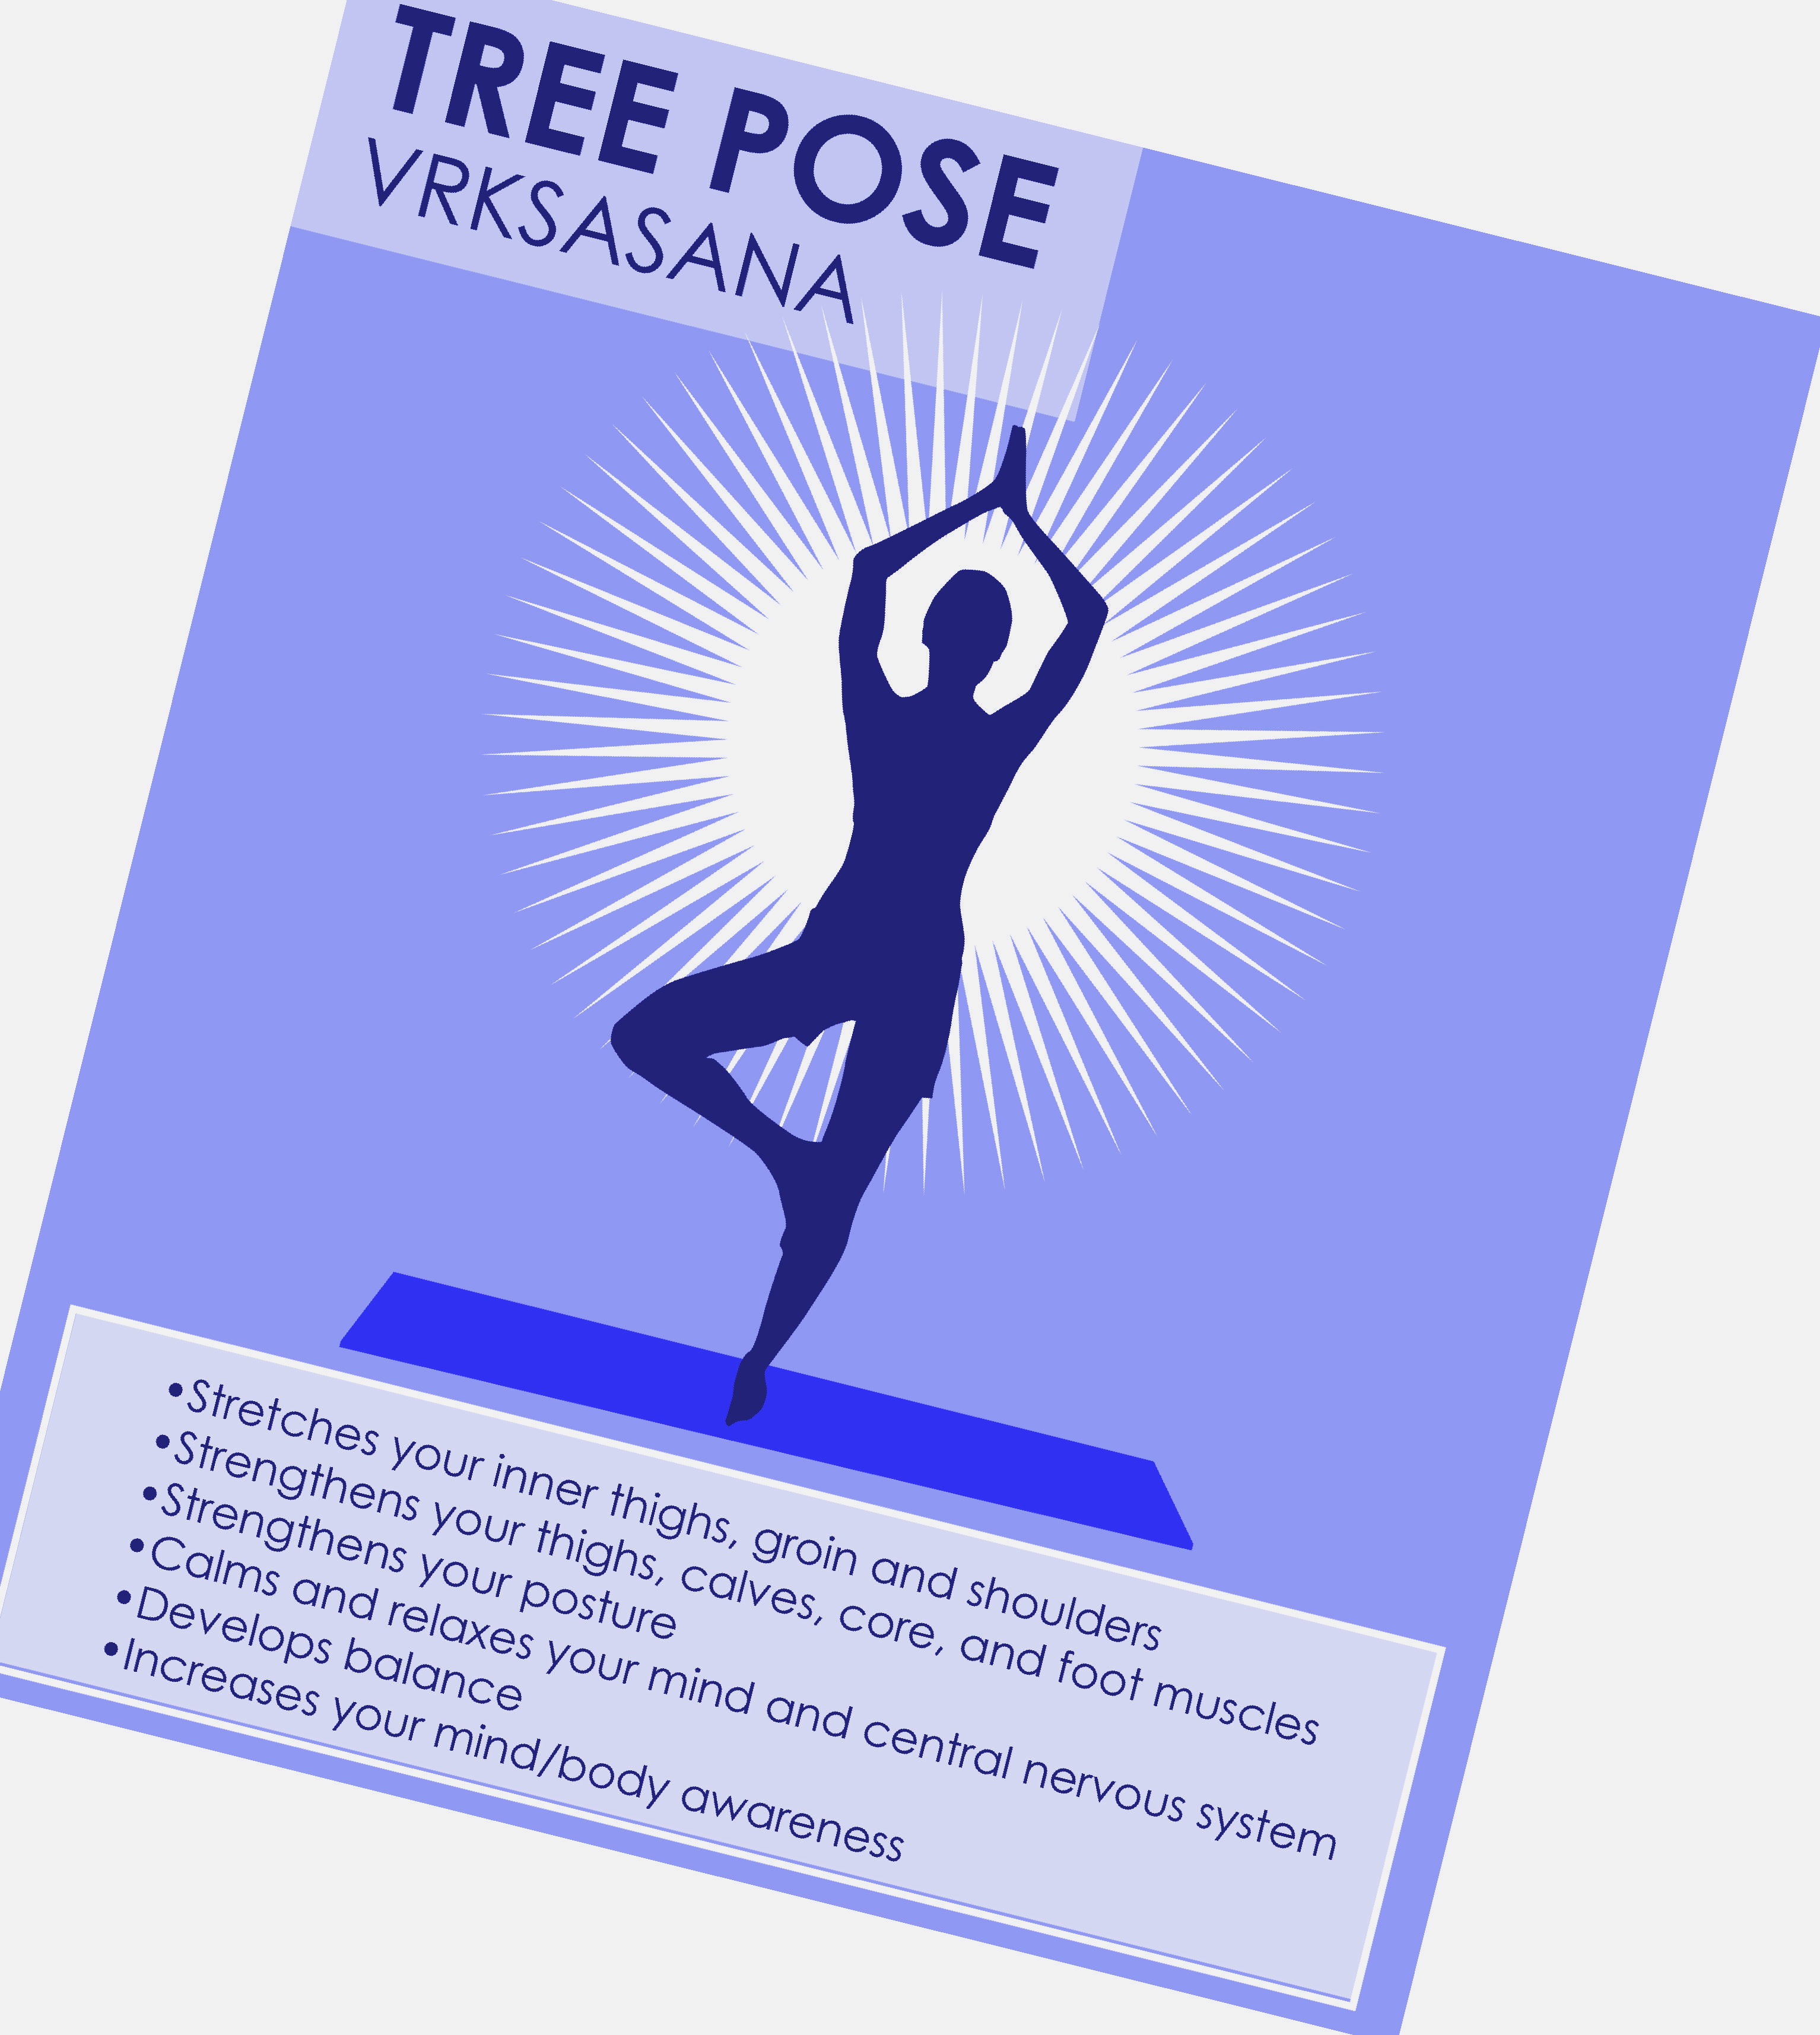 TREE POSE
VRKSASANA
•Stretches your inner thighs, groin and shoulders
•Strengthens your thighs, calves, core, and foot muscles
•Strengthens your posture
•Calms and relaxes your mind and central nervous system
•Develops balance
•Increases your mind/body awareness